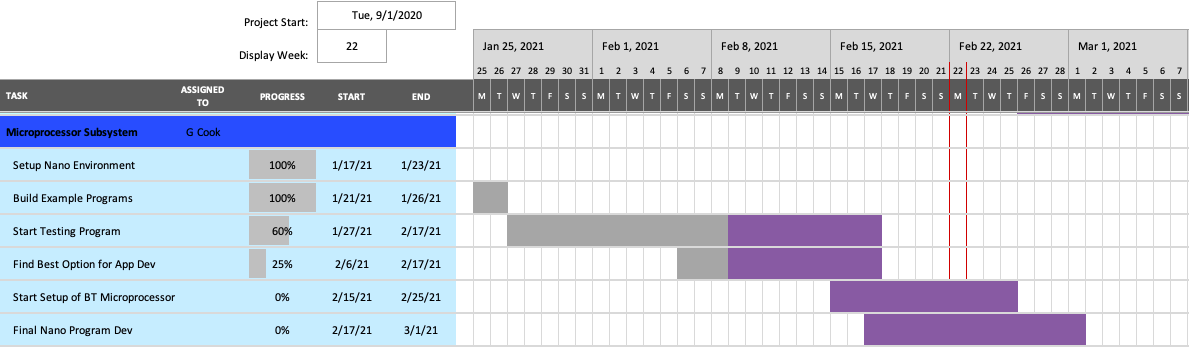 Project Start: Tue, 9/1/2020
Display Week: 22
Jan 25, 2021 Feb 1, 2021 Feb 8, 2021 Feb 15, 2021 Feb 22, 2021 Mar 1, 2021
25 26 27 28 29 30 31 1 2 3 4 5 6 7 8 9 10 11 12 13 14 15 16 17 18 19 20 21 22 23 24 25 26 27 28 1 2 3 4 5 6 7
TASK ASSIGNED TO PROGRESS START END M T W T F S S M T W T F S S M T W T F S S M T W T F S S M T W T F S S M T W T F S S
Microprocessor Subsystem G Cook
Setup Nano Environment 100% 1/17/21 1/23/21
Build Example Programs 100% 1/21/21 1/26/21
Start Testing Program 60% 1/27/21 2/17/21
Find Best Option for App Dev 25% 2/6/21 2/17/21
Start Setup of BT Microprocessor 0% 2/15/21 2/25/21
Final Nano Program Dev 0% 2/17/21 3/1/21